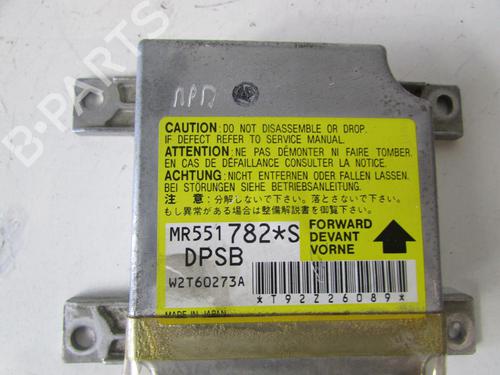 B-PARTS
CAUTION: DO NOT DISASSEMBLE OR DROP.
IF DEFECT REFER TO SERVICE MANUAL.
ATTENTION: NE PAS DÉMONTER NI FAIRE TOMBER.
EN CAS DE DÉFAILLANCE CONSULTER LA NOTICE.
ACHTUNG: NICHT ENTFERNEN ODER FALLEN LASSEN.
BEI STÖRUNGEN SIEHE BETRIEBSANLEITUNG.
注 意：分解しないで下さい。落とさないで下さい。
もし異常がある場合は整備解説書を御覧下さい。
MR551782*S
FORWARD
DEVANT
VORNE
DPSB
W2T60273A
*T92Z26089*
MADE IN JAPAN